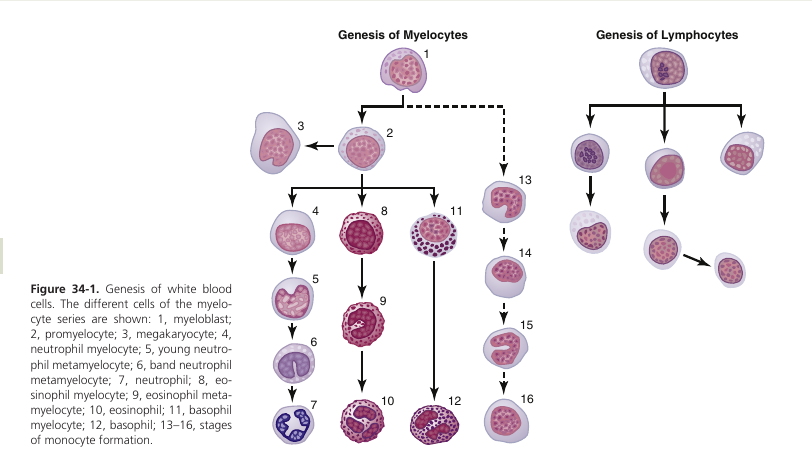 Genesis of Myelocytes
Genesis of Lymphocytes
1
3
2
13
4
8
11
14
5
9
15
6
7
10
12
16
Figure 34-1. Genesis of white blood
cells. The different cells of the myelo-
cyte series are shown: 1, myeloblast;
2, promyelocyte; 3, megakaryocyte; 4,
neutrophil myelocyte; 5, young neutro-
phil metamyelocyte; 6, band neutrophil
metamyelocyte; 7, neutrophil; 8, eo-
sinophil myelocyte; 9, eosinophil meta-
myelocyte; 10, eosinophil; 11, basophil
myelocyte; 12, basophil; 13–16, stages
of monocyte formation.